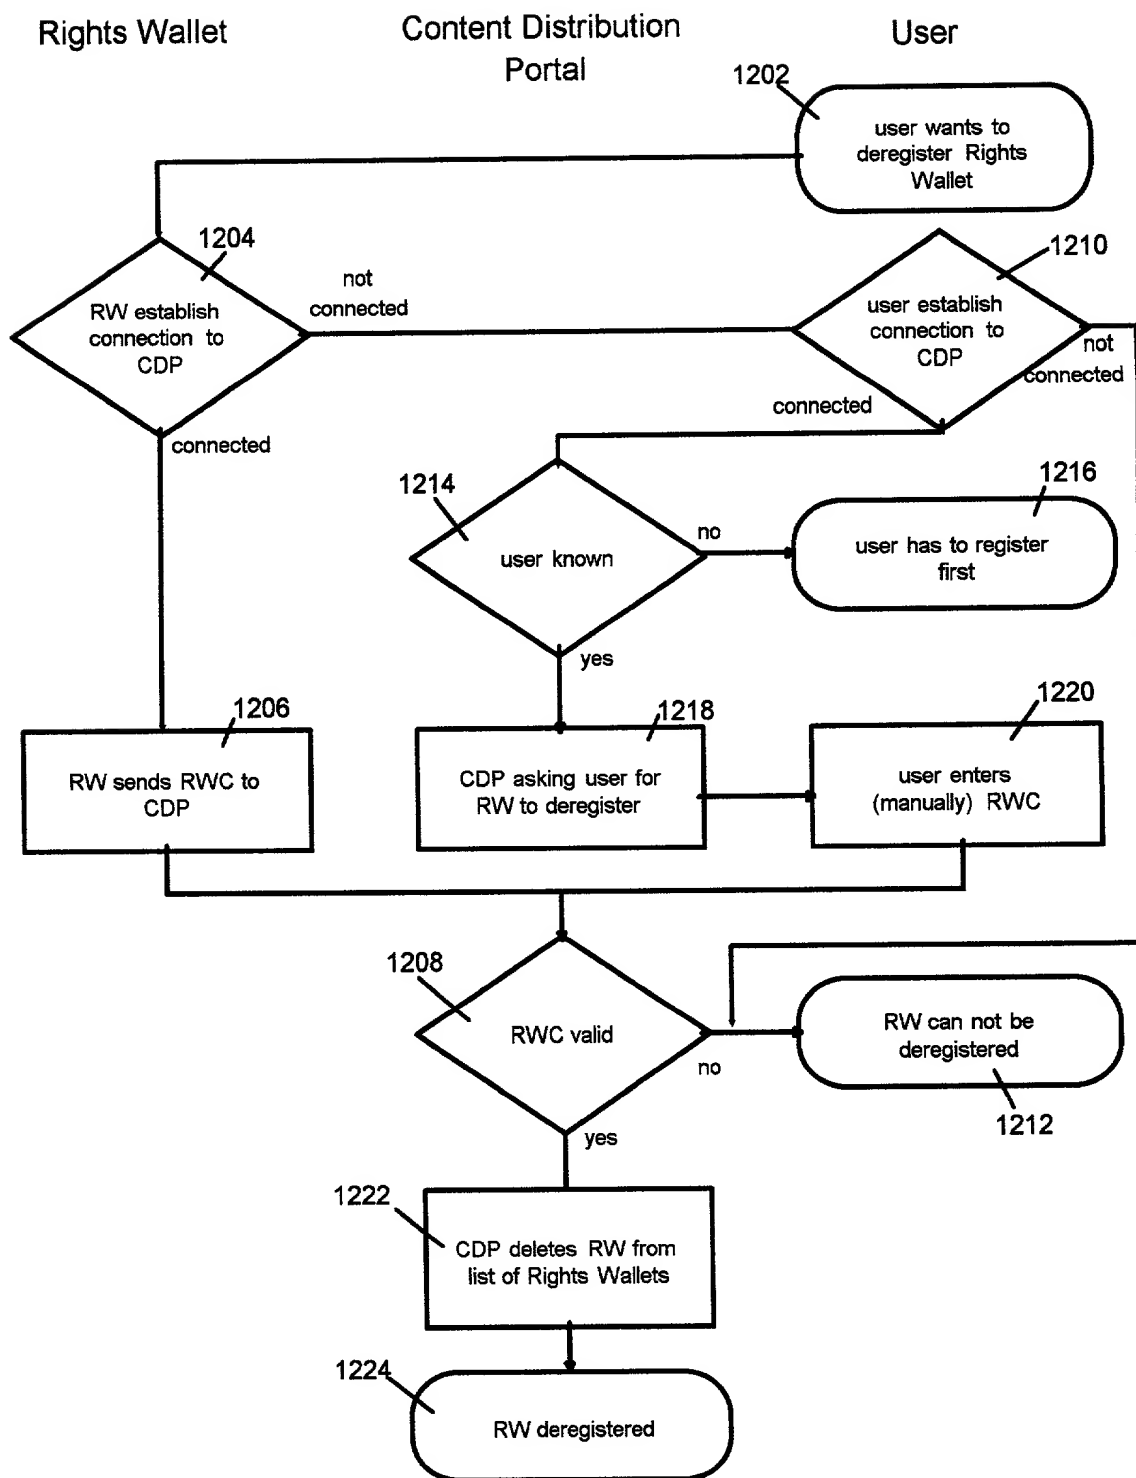 Rights Wallet
Content Distribution
Portal
User
1202
user wants to
deregister Rights
Wallet
1204
RW establish
connection to
CDP
not
connected
connected
1210
user establish
connection to
CDP
not
connected
connected
1214
user known
no
yes
1216
user has to register
first
1206
RW sends RWC to
CDP
1218
CDP asking user for
RW to deregister
1220
user enters
(manually) RWC
1208
RWC valid
no
yes
RW can not be
deregistered
1212
1222
CDP deletes RW from
list of Rights Wallets
1224
RW deregistered